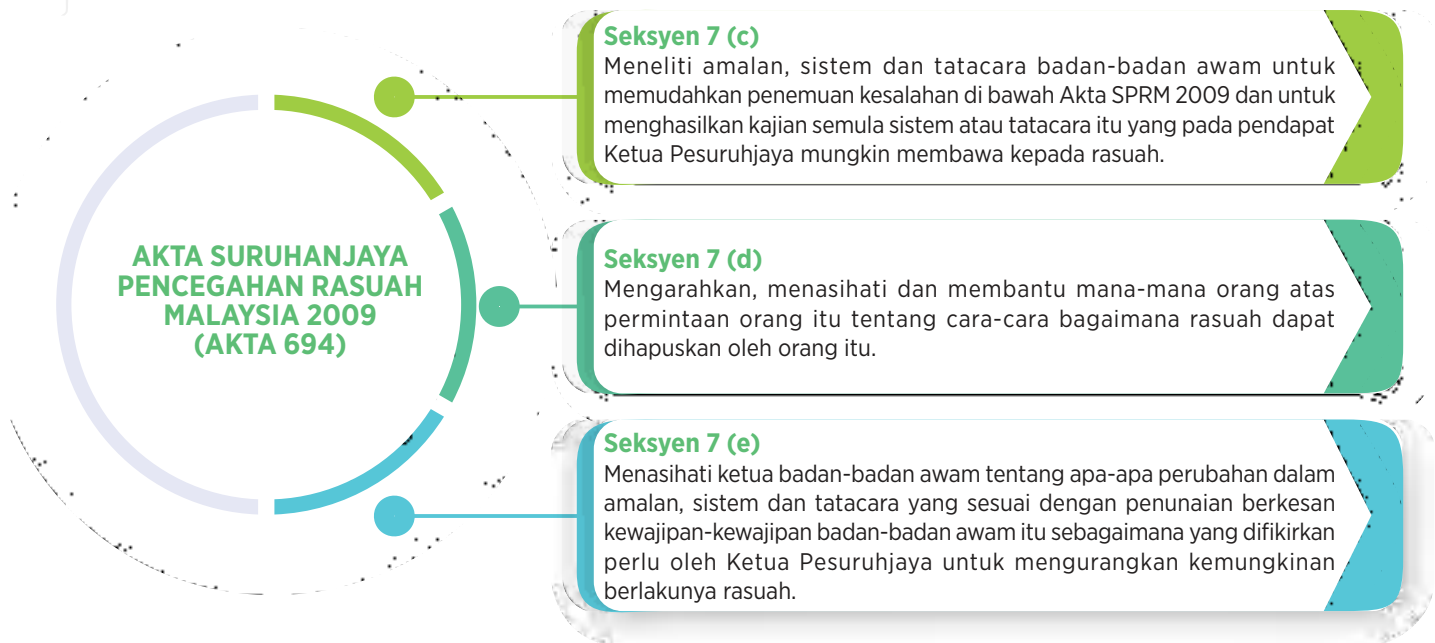 AKTA SURUHANJAYA
PENCEGAHAN RASUAH
MALAYSIA 2009
(AKTA 694)
Seksyen 7 (c)
Meneliti amalan, sistem dan tatacara badan-badan awam untuk
memudahkan penemuan kesalahan di bawah Akta SPRM 2009 dan untuk
menghasilkan kajian semula sistem atau tatacara itu yang pada pendapat
Ketua Pesuruhjaya mungkin membawa kepada rasuah.
Seksyen 7 (d)
Mengarahkan, menasihati dan membantu mana-mana orang atas
permintaan orang itu tentang cara-cara bagaimana rasuah dapat
dihapuskan oleh orang itu.
Seksyen 7 (e)
Menasihati ketua badan-badan awam tentang apa-apa perubahan dalam
amalan, sistem dan tatacara yang sesuai dengan penunaian berkesan
kewajipan-kewajipan badan-badan awam itu sebagaimana yang difikirkan
perlu oleh Ketua Pesuruhjaya untuk mengurangkan kemungkinan
berlakunya rasuah.